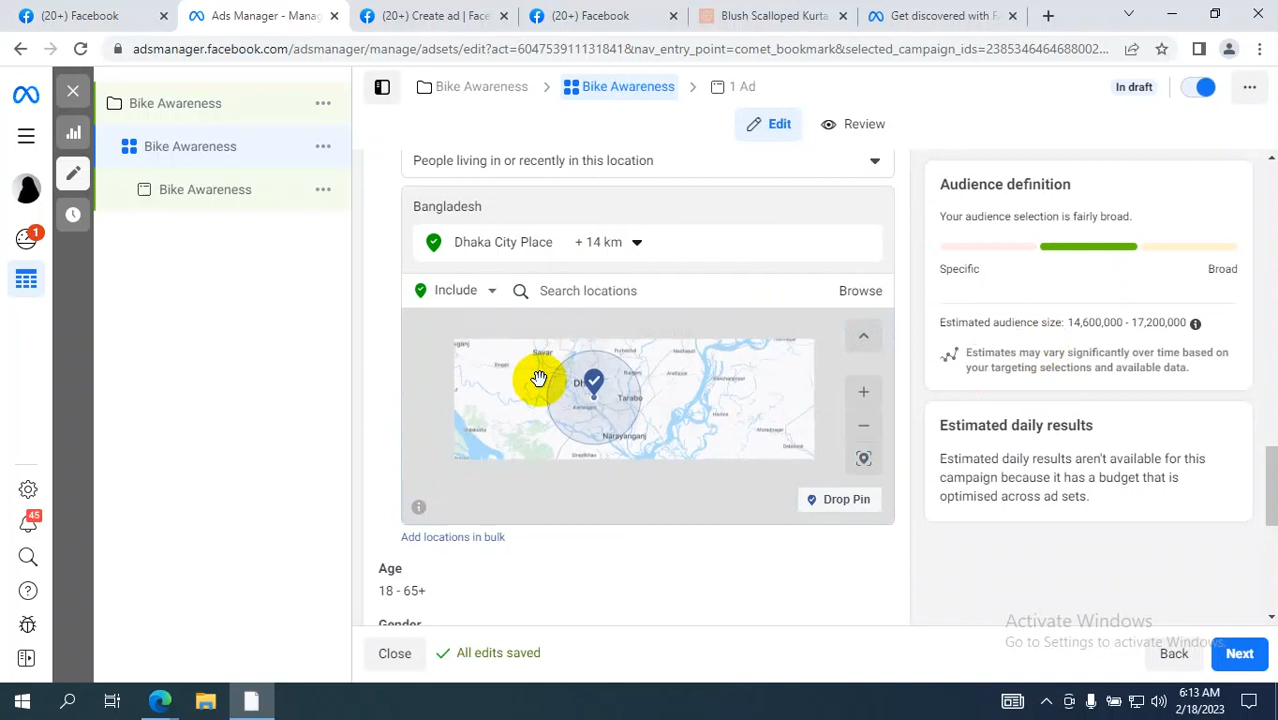 (20+) Facebook
Ads Manager - Manag
(20+) Create ad | Face
(20+) Facebook
Blush Scalloped Kurta
Get discovered with FA
adsmanager.facebook.com/adsmanager/manage/adsets/edit?act=604753911131841&nav_entry_point=comet_bookmark&selected_campaign_ids=2385346464688002...
Bike Awareness
Bike Awareness
Bike Awareness
Bike Awareness
Bike Awareness
1 Ad
In draft
Edit
Review
1
45
People living in or recently in this location
Bangladesh
Dhaka City Place + 14 km
Include
Search locations
Browse
Savar
Dh
Tarabo
Narayanganj
Drop Pin
Add locations in bulk
Age
18 - 65+
Gender
Audience definition
Your audience selection is fairly broad.
Specific
Broad
Estimated audience size: 14,600,000 - 17,200,000
Estimates may vary significantly over time based on
your targeting selections and available data.
Estimated daily results
Estimated daily results aren't available for this
campaign because it has a budget that is
optimised across ad sets.
Activate Windows
Go to Settings to activate Windows.
Close
All edits saved
Back
Next
6:13 AM
2/18/2023